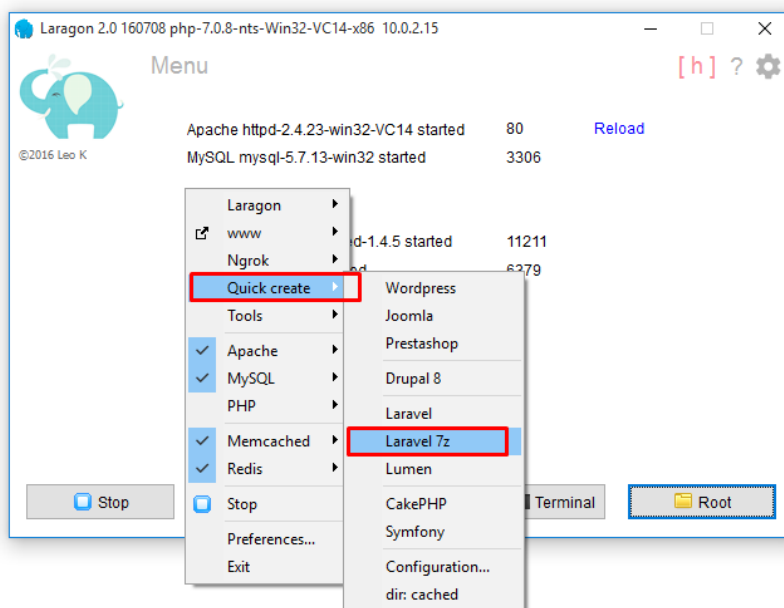 Laragon 2.0 160708 php-7.0.8-nts-Win32-VC14-x86 10.0.2.15
Menu
[h] ?
©2016 Leo K
Apache httpd-2.4.23-win32-VC14 started 80 Reload
MySQL mysql-5.7.13-win32 started 3306
ed-1.4.5 started 11211
6379
Laragon
www
Ngrok
Quick create
Tools
Apache
MySQL
PHP
Memcached
Redis
Stop
Preferences...
Exit
Wordpress
Joomla
Prestashop
Drupal 8
Laravel
Laravel 7z
Lumen
CakePHP
Symfony
Configuration...
dir: cached
Stop
Terminal
Root